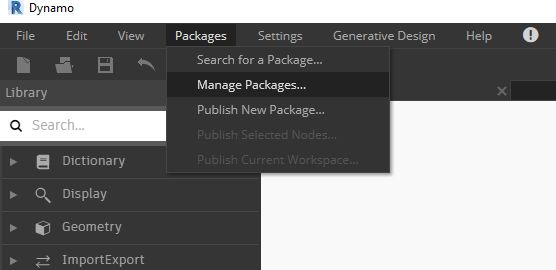 Dynamo
File Edit View Packages Settings Generative Design Help
Search for a Package...
Manage Packages...
Publish New Package...
Publish Selected Nodes...
Publish Current Workspace...
Library
Search...
Dictionary
Display
Geometry
ImportExport